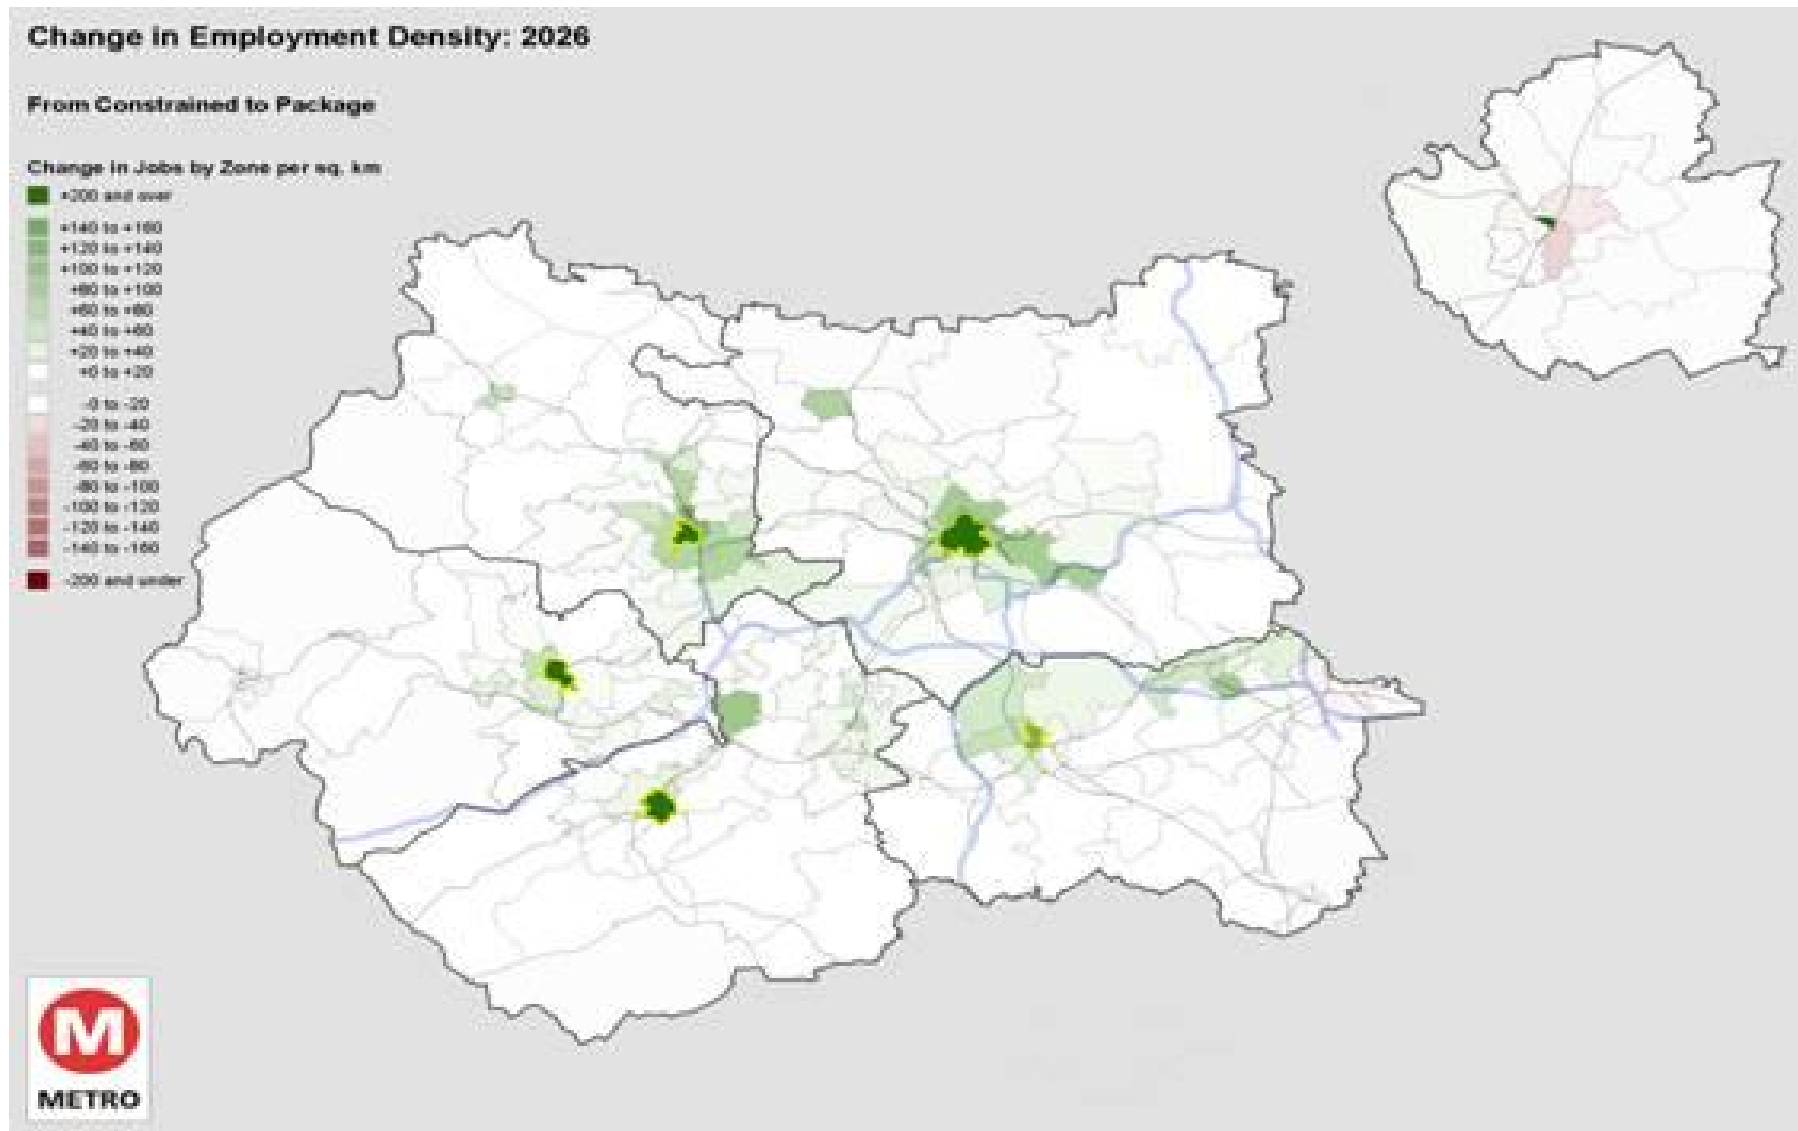 Change in Employment Density: 2026
From Constrained to Package
Change in Jobs by Zone per sq. km
+200 and over
+140 to +160
+120 to +140
+100 to +120
+80 to +100
+60 to +80
+40 to +60
+20 to +40
+0 to +20
-0 to -20
-20 to -40
-40 to -60
-60 to -80
-80 to -100
-100 to -120
-120 to -140
-140 to -160
-200 and under
M
METRO